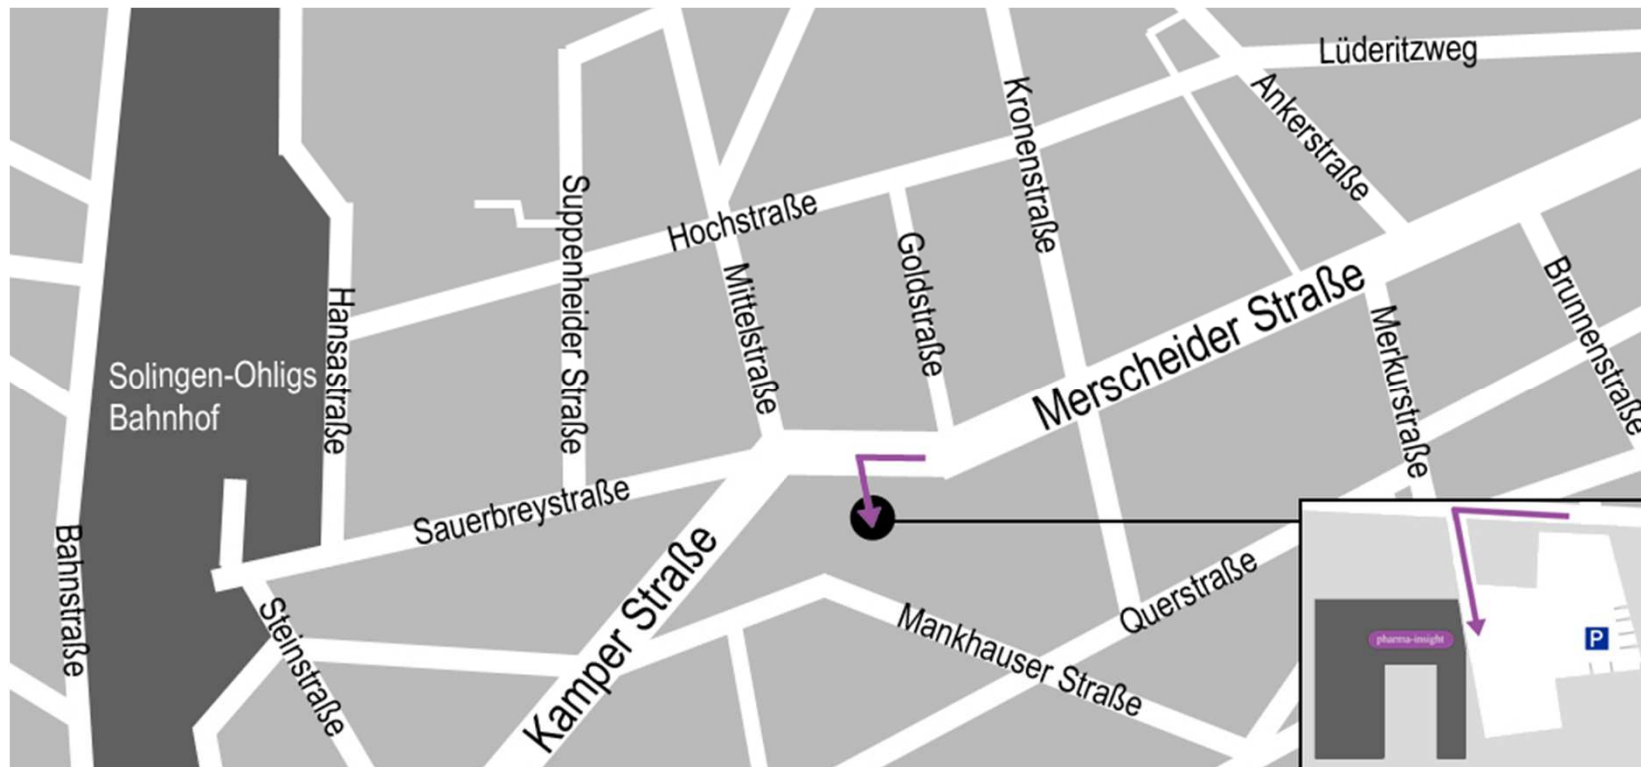 Lüderitzweg
Ankerstraße
Kronenstraße
Suppenheider Straße
Hochstraße
Goldstraße
Mittelstraße
Hansastraße
Merscheider Straße
Brunnenstraße
Merkurstraße
Solingen-Ohligs
Bahnhof
Sauerbreystraße
Bahnstraße
Steinstraße
Kamper Straße
Mankhauser Straße
Querstraße
pharma-insight
P